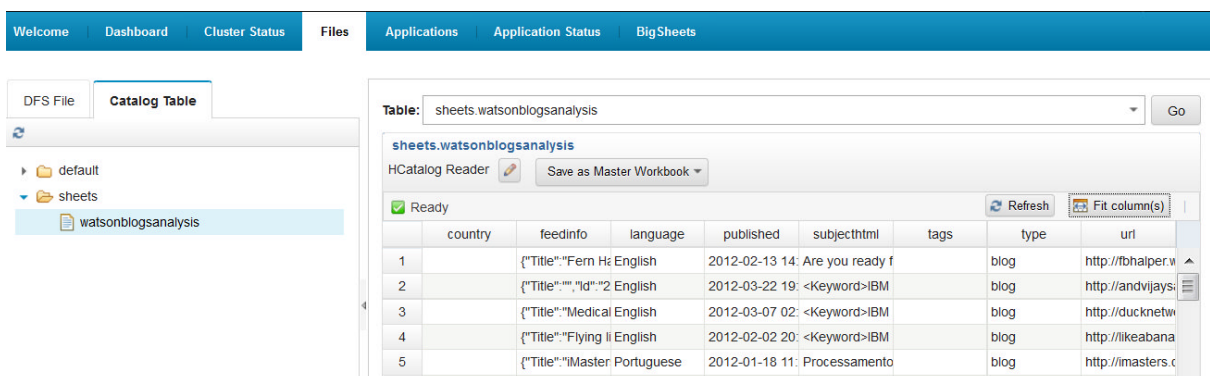 Welcome Dashboard Cluster Status Files Applications Application Status BigSheets
DFS File Catalog Table
default
sheets
watsonblogsanalysis
Table: sheets.watsonblogsanalysis Go
sheets.watsonblogsanalysis
HCatalog Reader Save as Master Workbook
Ready Refresh Fit column(s)
country feedinfo language published subjecthtml tags type url
1 {"Title":"Fern Ha English 2012-02-13 14: Are you ready f blog http://fbhalper.w
2 {"Title":"","Id":"2 English 2012-03-22 19: <Keyword>IBM blog http://andvijaysa
3 {"Title":"Medical English 2012-03-07 02: <Keyword>IBM blog http://ducknetw
4 {"Title":"Flying li English 2012-02-02 20: <Keyword>IBM blog http://likeabana
5 {"Title":"iMaster Portuguese 2012-01-18 11: Processamento blog http://imasters.c